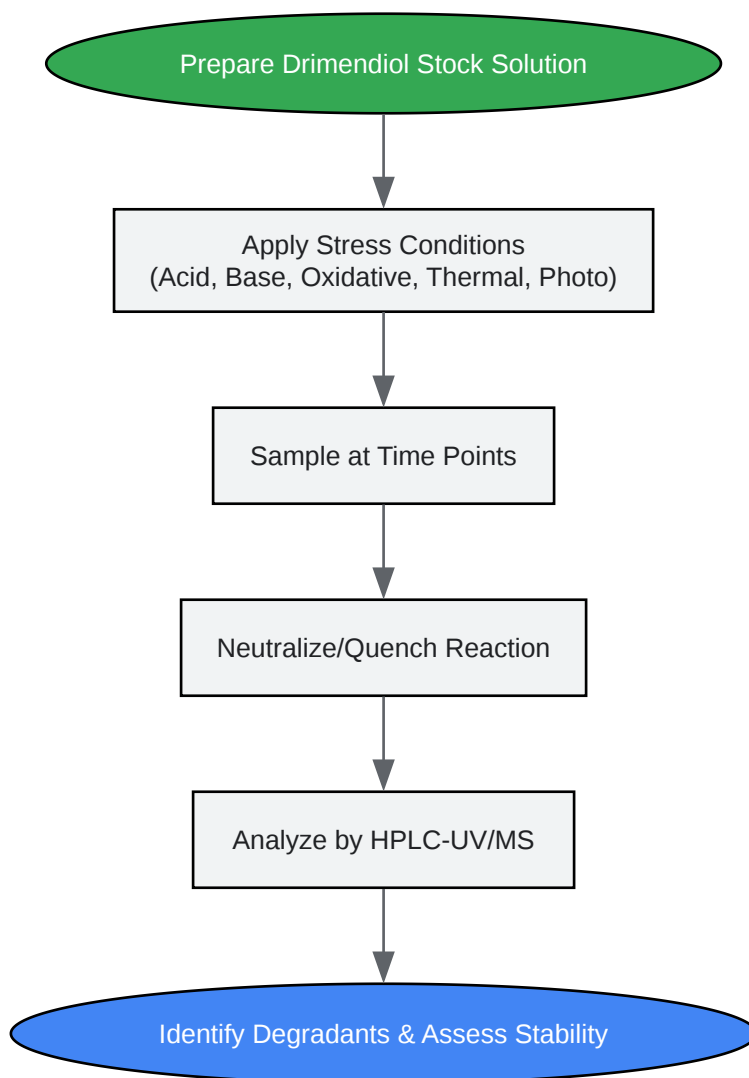 Prepare Drimendiol Stock Solution
Apply Stress Conditions
(Acid, Base, Oxidative, Thermal, Photo)
Sample at Time Points
Neutralize/Quench Reaction
Analyze by HPLC-UV/MS
Identify Degradants & Assess Stability